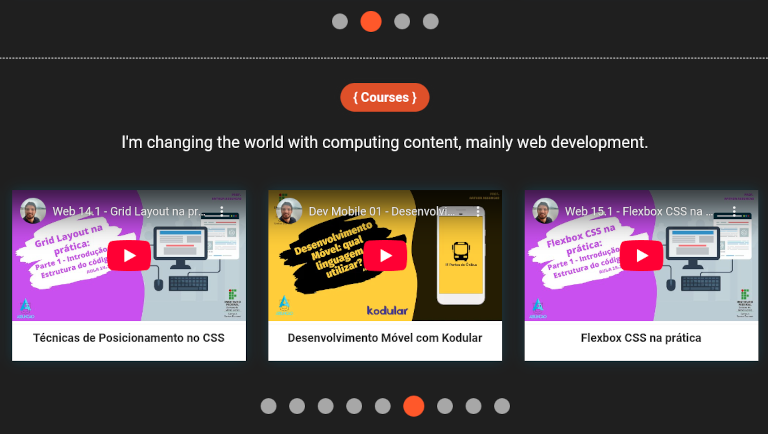 { Courses }
I'm changing the world with computing content, mainly web development.
Web 14.1 - Grid Layout na pr...
Grid Layout na
prática:
Parte 1 - Introdução
Estrutura do códig
Técnicas de Posicionamento no CSS
Dev Mobile 01 - Desenvolvi...
Desenvolvimento
Móvel: qual
linguagem
utilizar?
kodular
Desenvolvimento Móvel com Kodular
Web 15.1 - Flexbox CSS na ...
Flexbox CSS na
prática:
Parte 1 - Introdução
Estrutura do códig
Flexbox CSS na prática